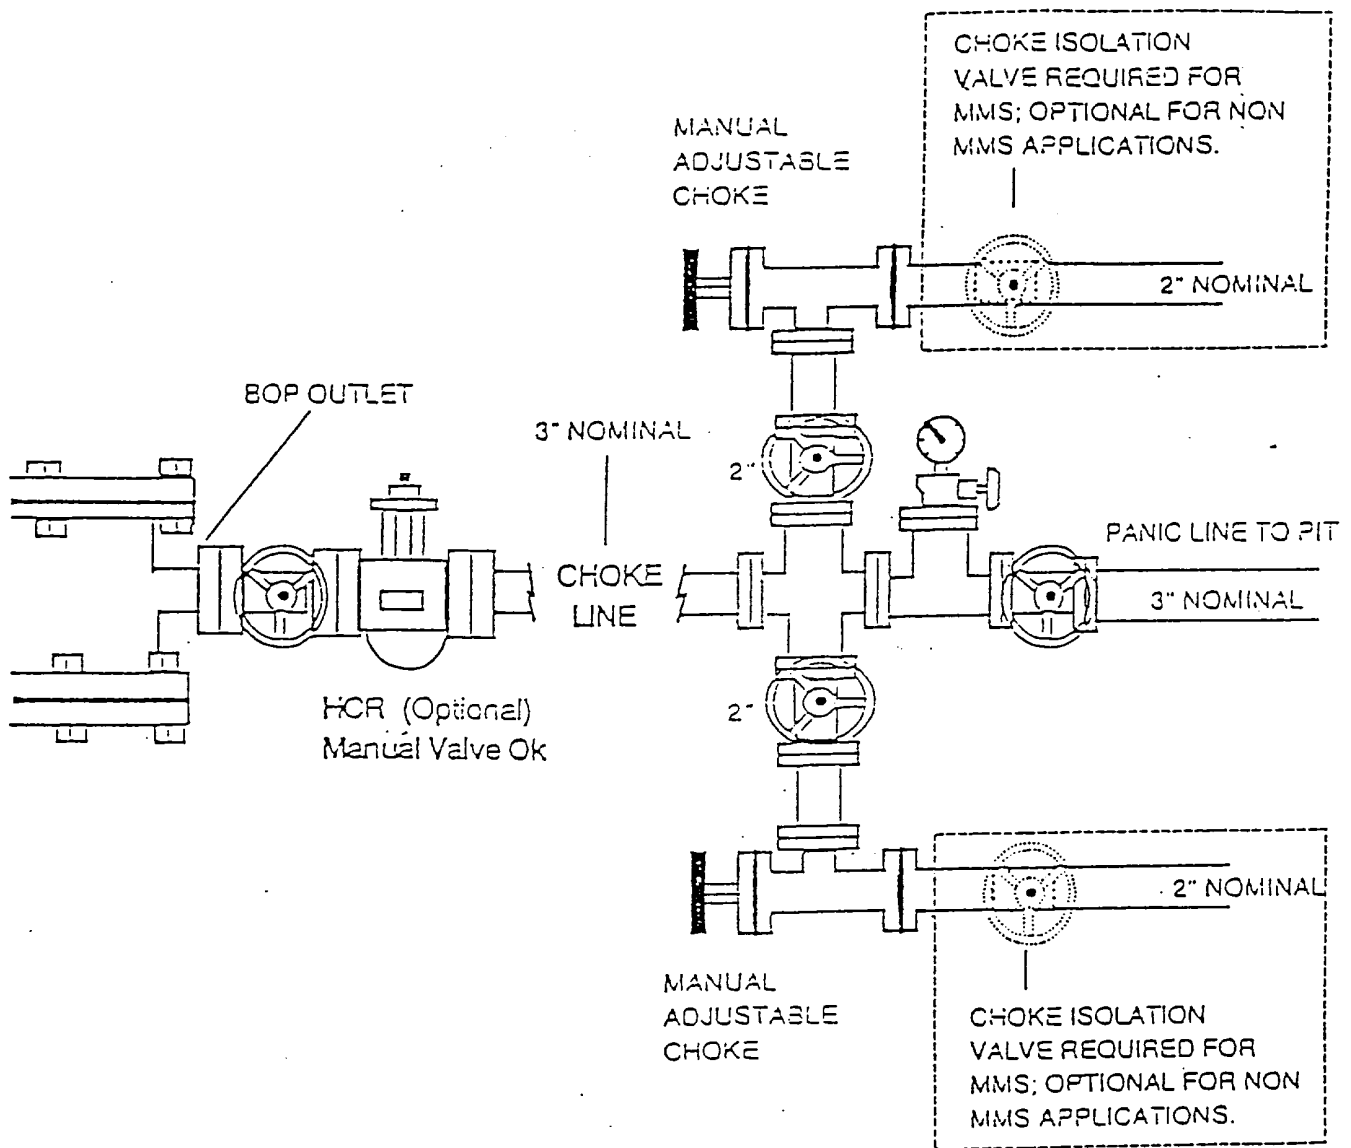 CHOKE ISOLATION
VALVE REQUIRED FOR
MMS; OPTIONAL FOR NON
MMS APPLICATIONS.
MANUAL
ADJUSTABLE
CHOKE
2" NOMINAL
BOP OUTLET
3" NOMINAL
2"
PANIC LINE TO PIT
CHOKE
LINE
3" NOMINAL
HCR (Optional)
Manual Valve Ok
2"
2" NOMINAL
MANUAL
ADJUSTABLE
CHOKE
CHOKE ISOLATION
VALVE REQUIRED FOR
MMS; OPTIONAL FOR NON
MMS APPLICATIONS.